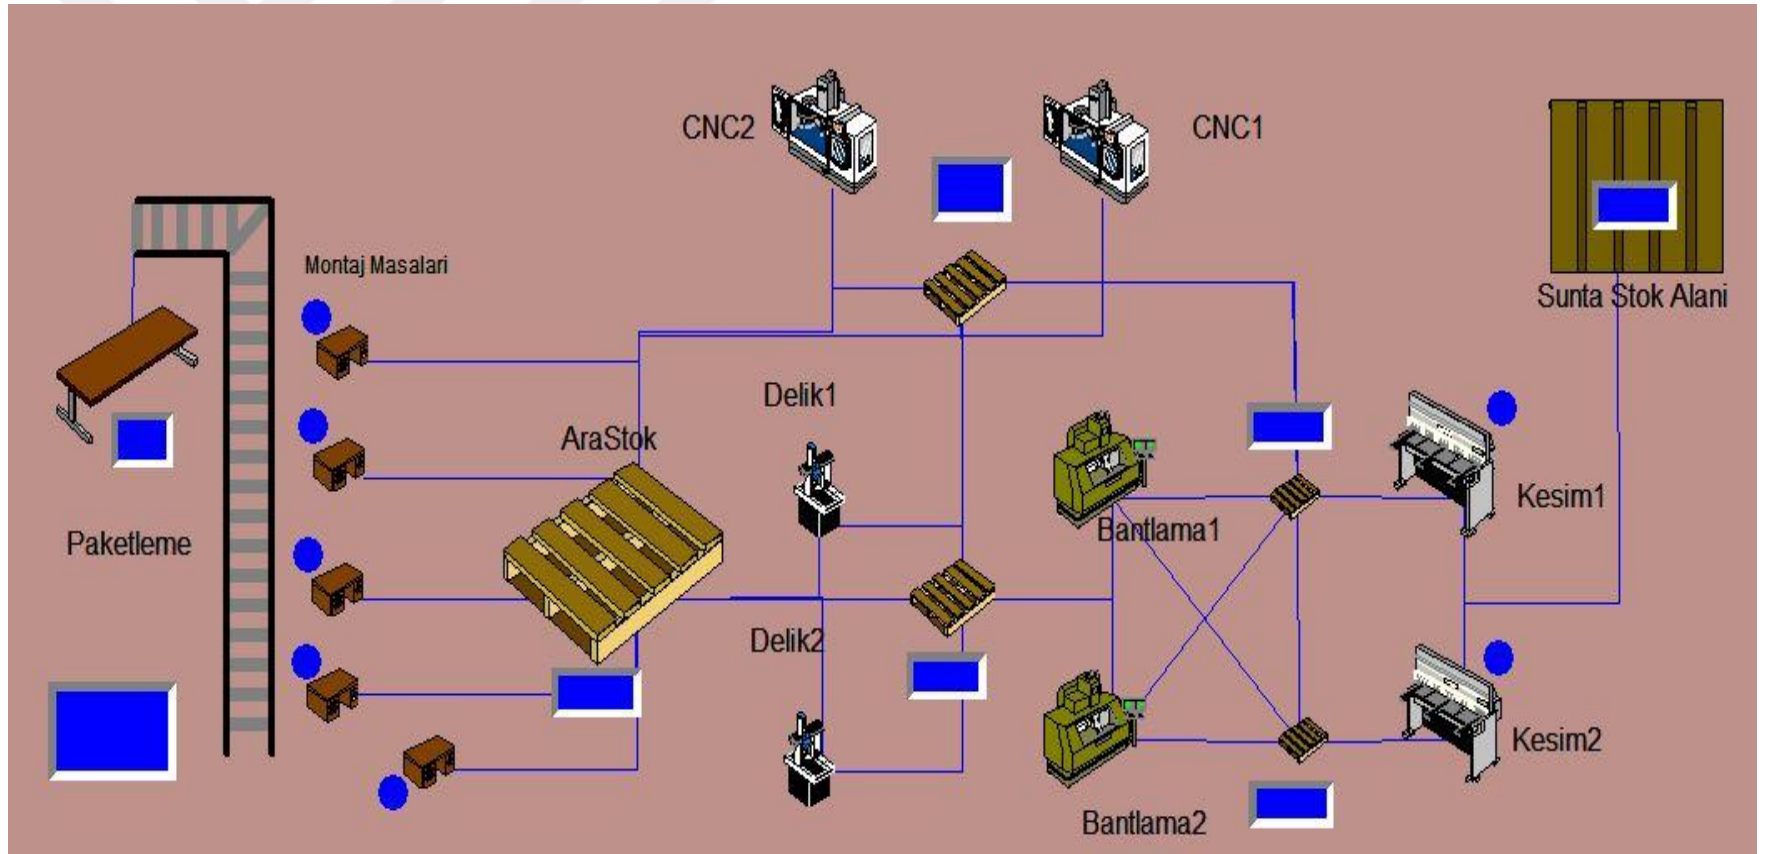 CNC2
CNC1
Montaj Masalari
Sunta Stok Alani
Delik1
AraStok
Kesim1
Bantlama1
Paketleme
Delik2
Kesim2
Bantlama2